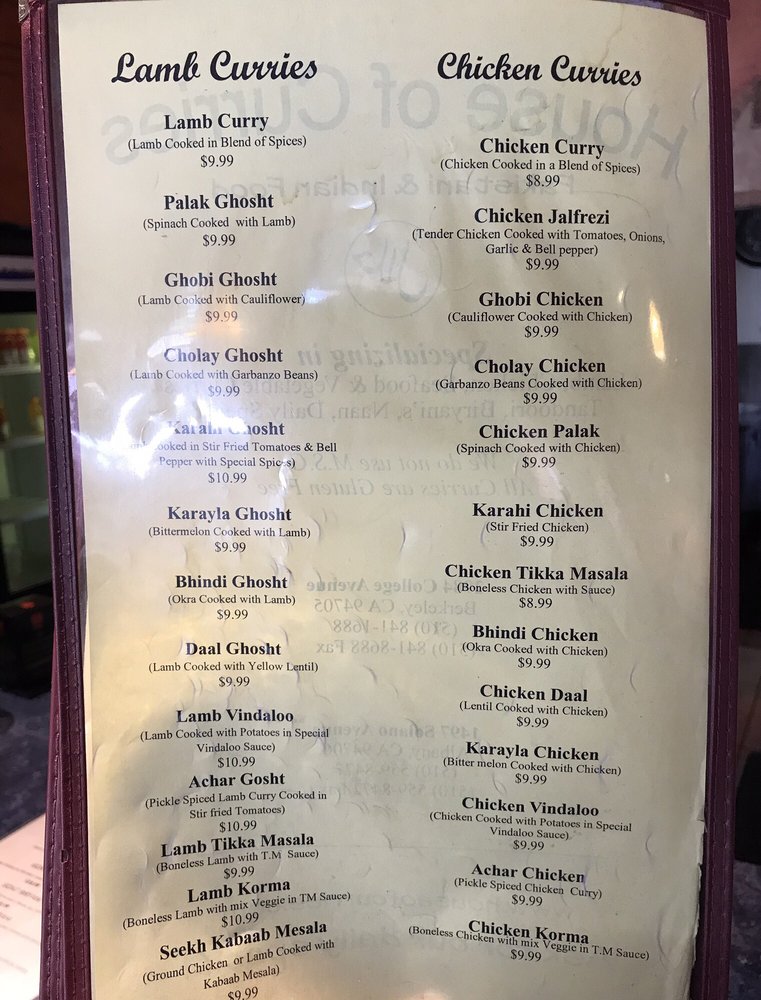 Lamb Curries
Lamb Curry
(Lamb Cooked in Blend of Spices)
$9.99
Palak Ghosht
(Spinach Cooked with Lamb)
$9.99
Ghobi Ghosht
(Lamb Cooked with Cauliflower)
$9.99
Cholay Ghosht
(Lamb Cooked with Garbanzo Beans)
$9.99
Karahi Ghosht
Cooked in Stir Fried Tomatoes & Bell
Pepper with Special Spices)
$10.99
Karayla Ghosht
(Bittermelon Cooked with Lamb)
$9.99
Bhindi Ghosht
(Okra Cooked with Lamb)
$9.99
Daal Ghosht
(Lamb Cooked with Yellow Lentil)
$9.99
Lamb Vindaloo
(Lamb Cooked with Potatoes in Special
Vindaloo Sauce)
$10.99
Achar Gosht
(Pickle Spiced Lamb Curry Cooked in
Stir fried Tomatoes)
$10.99
Lamb Tikka Masala
(Boneless Lamb with T.M Sauce)
$9.99
Lamb Korma
(Boneless Lamb with mix Veggie in TM Sauce)
$10.99
Seekh Kabaab Mesala
(Ground Chicken or Lamb Cooked with
Kabaab Mesala)
$9.99
Chicken Curries
Chicken Curry
(Chicken Cooked in a Blend of Spices)
$8.99
Chicken Jalfrezi
(Tender Chicken Cooked with Tomatoes, Onions,
Garlic & Bell pepper)
$9.99
Ghobi Chicken
(Cauliflower Cooked with Chicken)
$9.99
Cholay Chicken
(Garbanzo Beans Cooked with Chicken)
$9.99
Chicken Palak
(Spinach Cooked with Chicken)
$9.99
Karahi Chicken
(Stir Fried Chicken)
$9.99
Chicken Tikka Masala
(Boneless Chicken with Sauce)
$8.99
Bhindi Chicken
(Okra Cooked with Chicken)
$9.99
Chicken Daal
(Lentil Cooked with Chicken)
$9.99
Karayla Chicken
(Bitter melon Cooked with Chicken)
$9.99
Chicken Vindaloo
(Chicken Cooked with Potatoes in Special
Vindaloo Sauce)
$9.99
Achar Chicken
(Pickle Spiced Chicken Curry)
$9.99
Chicken Korma
(Boneless Chicken with mix Veggie in T.M Sauce)
$9.99